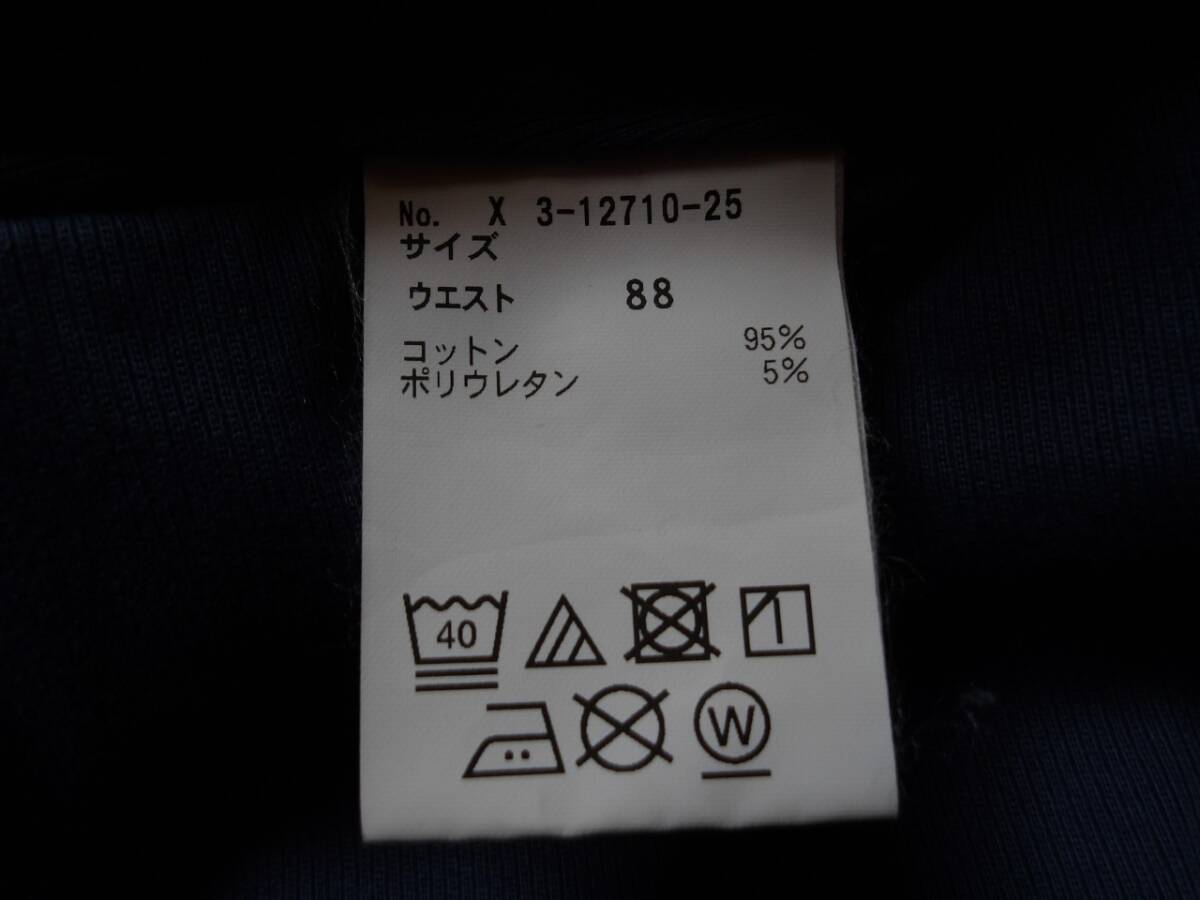 No. X 3-12710-25
サイズ
ウエスト 88
コットン 95%
ポリウレタン 5%
40
W